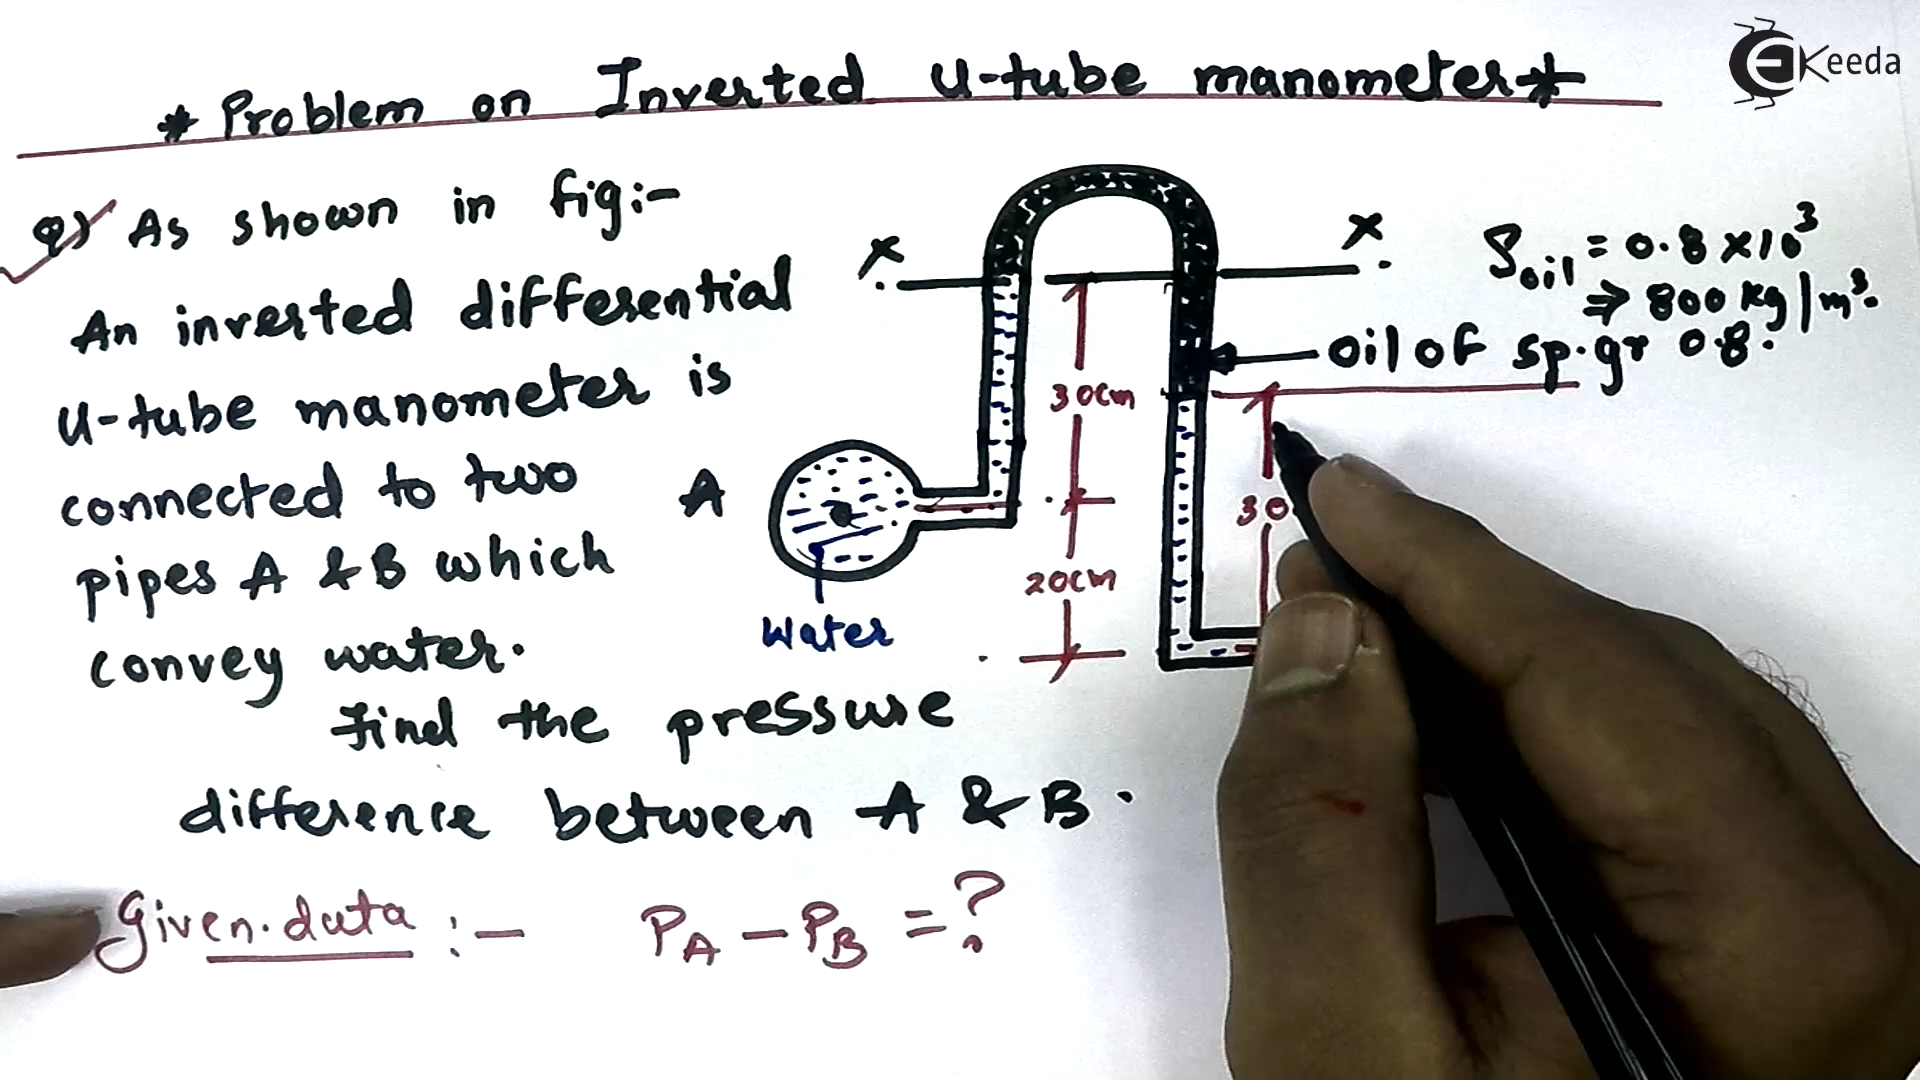 * Problem on Inverted U-tube manometer *
EKeeda
Q) As shown in fig:-
An inverted differential
U-tube manometer is
connected to two
pipes A & B which
convey water.
Find the pressure
difference between A & B.
Given data :- PA - PB = ?
X
X
ρoil = 0.8 × 10³
⇒ 800 kg/m³.
oil of sp.gr 0.8.
30cm
A
30
20cm
Water